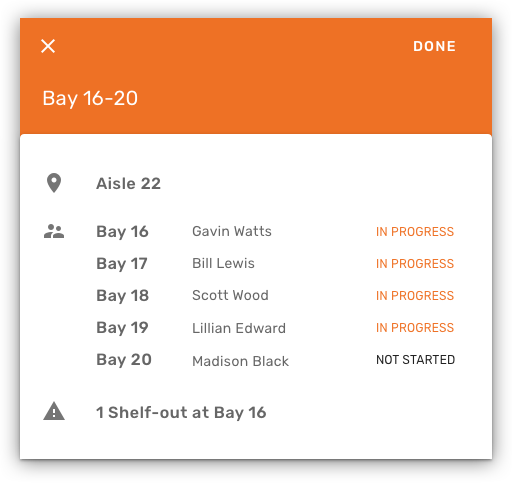 DONE
Bay 16-20
Aisle 22
Bay 16 Gavin Watts IN PROGRESS
Bay 17 Bill Lewis IN PROGRESS
Bay 18 Scott Wood IN PROGRESS
Bay 19 Lillian Edward IN PROGRESS
Bay 20 Madison Black NOT STARTED
1 Shelf-out at Bay 16